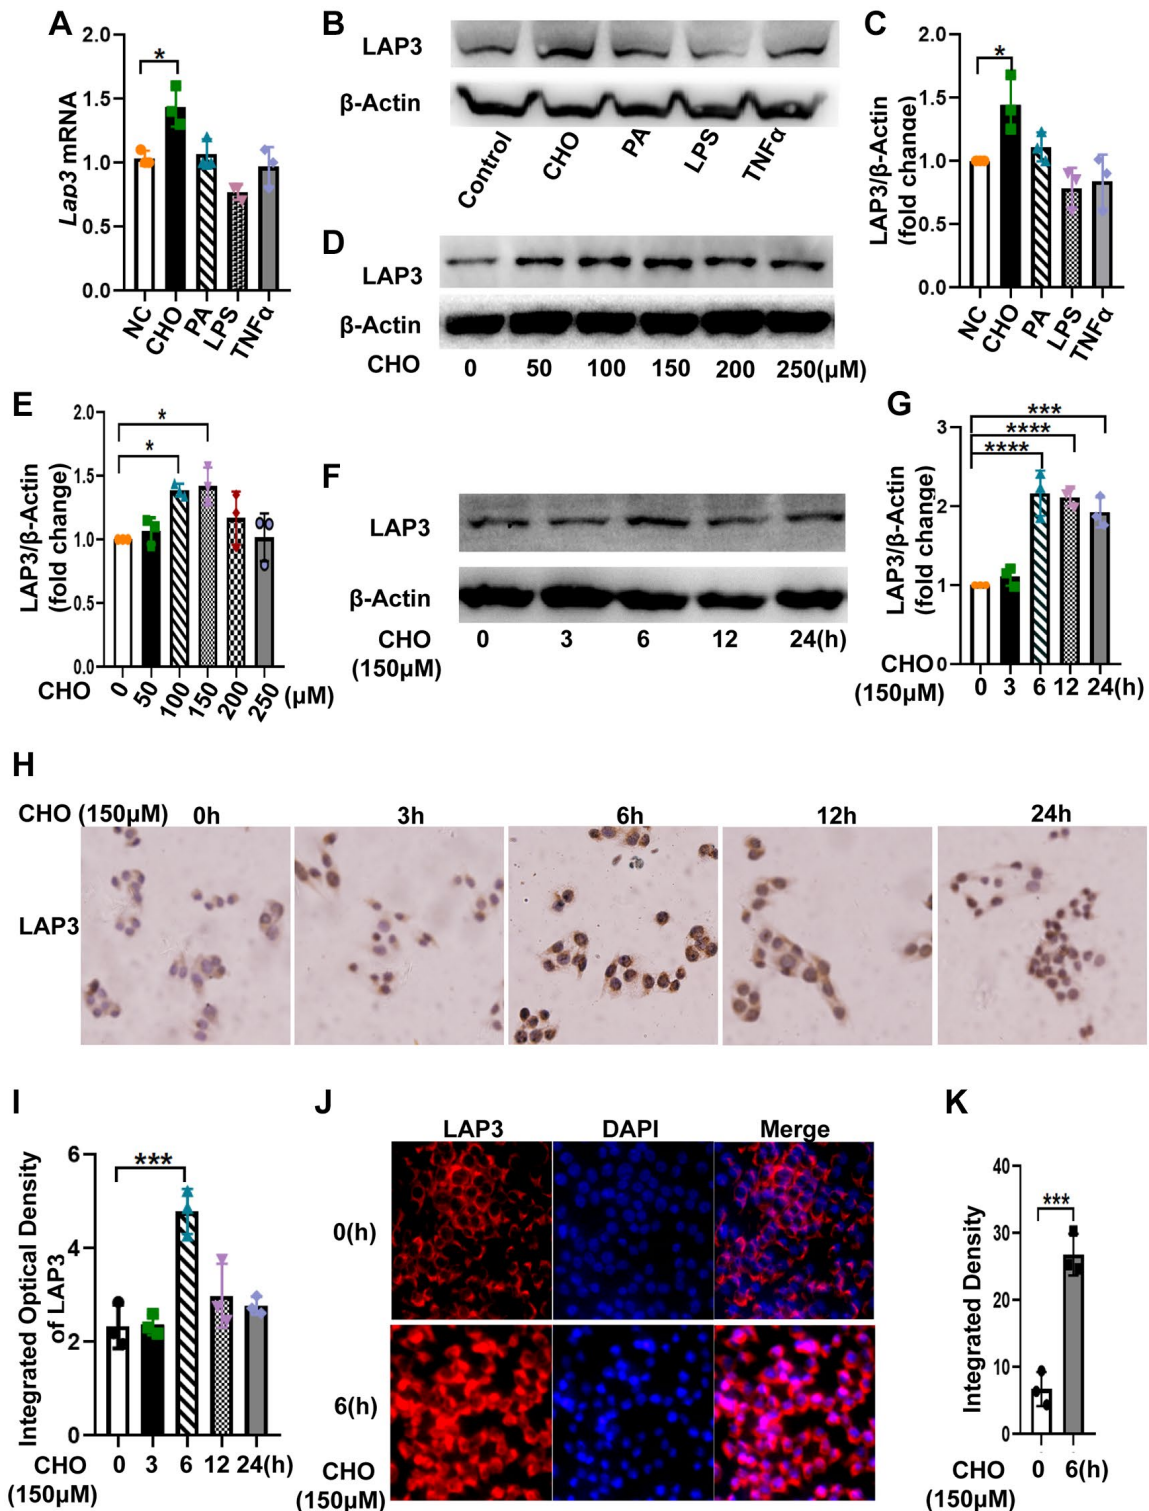 A
2.0
1.5
1.0
0.5
0.0
Lap3 mRNA
*
NC
CHO
PA
LPS
TNFα
B
LAP3
β-Actin
Control
CHO
PA
LPS
TNFα
C
2.0
1.5
1.0
0.5
0.0
LAP3/β-Actin
(fold change)
*
NC
CHO
PA
LPS
TNFα
D
LAP3
β-Actin
CHO 0 50 100 150 200 250(μM)
E
2.0
1.5
1.0
0.5
0.0
LAP3/β-Actin
(fold change)
*
*
CHO 0 50 100 150 200 250 (μM)
F
LAP3
β-Actin
CHO 0 3 6 12 24(h)
(150μM)
G
3
2
1
0
LAP3/β-Actin
(fold change)
***
****
****
CHO
(150μM) 0 3 6 12 24(h)
H
CHO (150μM) 0h 3h 6h 12h 24h
LAP3
I
6
4
2
0
Integrated Optical Density
of LAP3
***
CHO 0 3 6 12 24(h)
(150μM)
J
LAP3 DAPI Merge
0(h)
6(h)
CHO
(150μM)
K
40
30
20
10
0
Integrated Density
***
CHO 0 6(h)
(150μM)